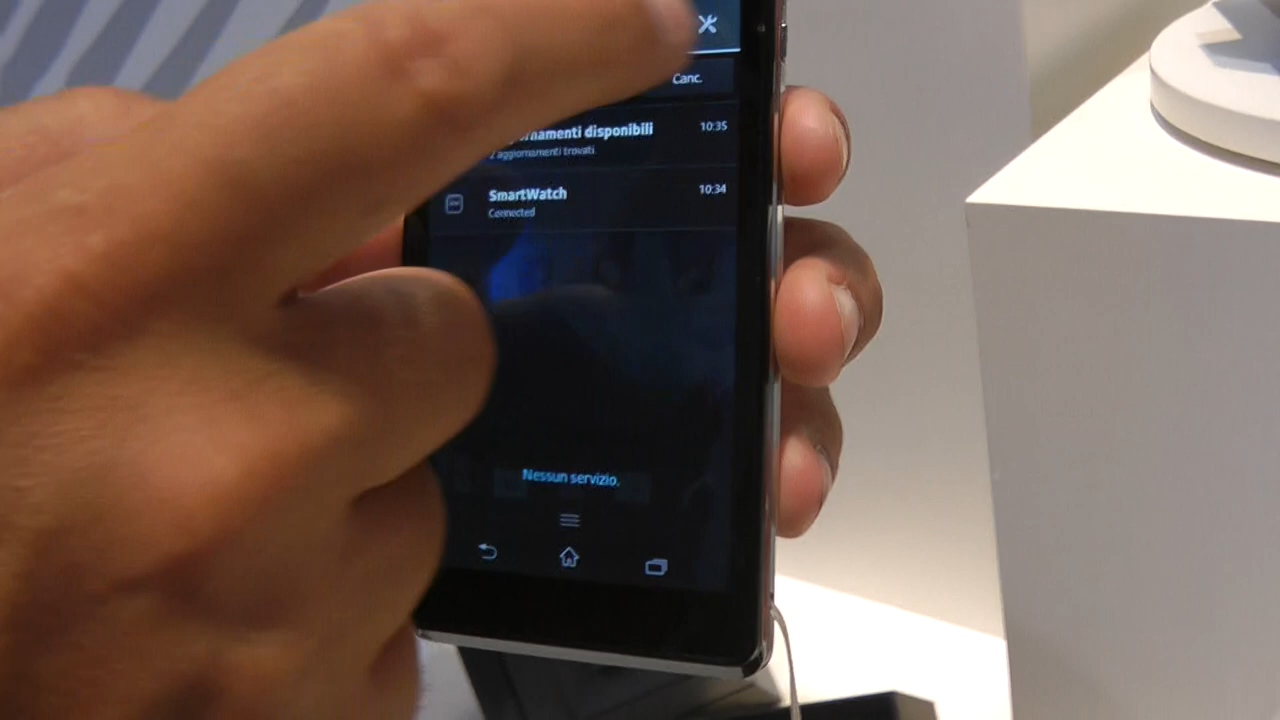 Canc.
namenti disponibili 10:35
aggiornamenti trovati.
SmartWatch 10:34
Connected
Nessun servizio.